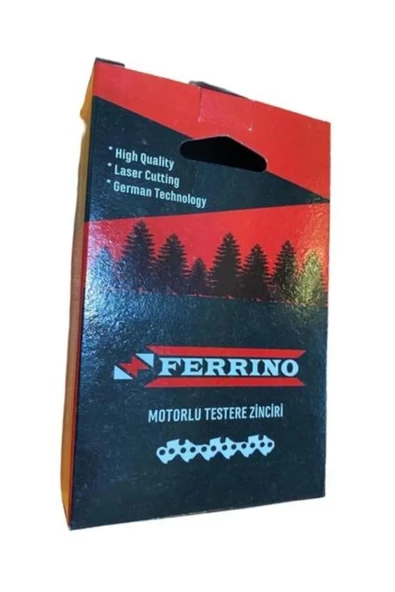 * High Quality
* Laser Cutting
* German Technology
FERRINO
MOTORLU TESTERE ZİNCİRİ